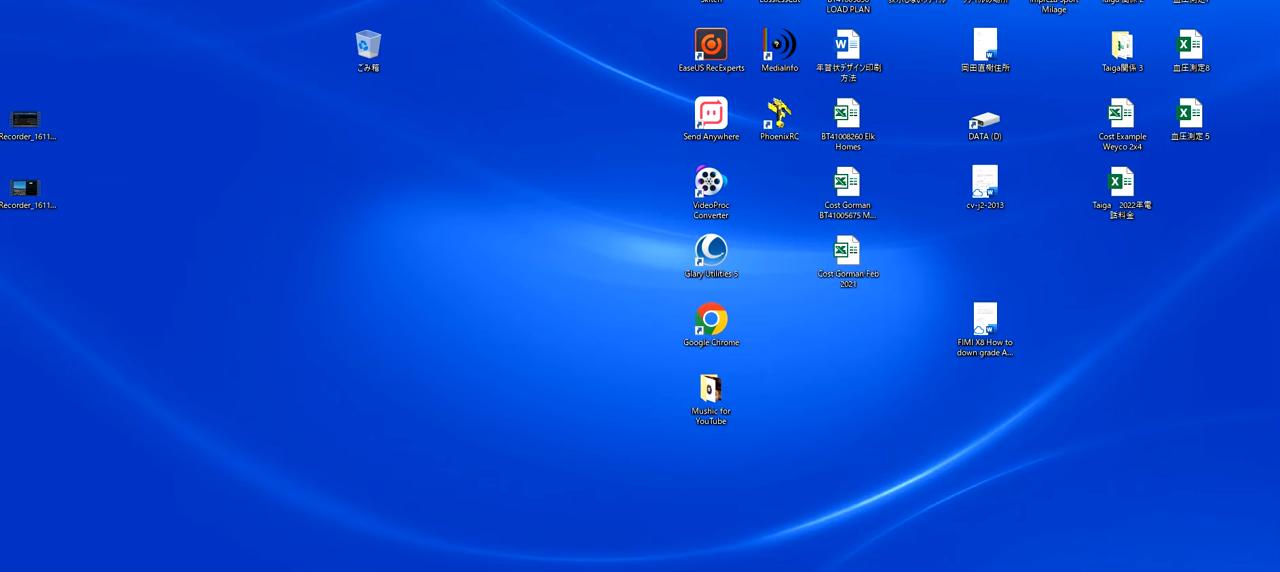 BT41005690
LOAD PLAN
Impreza Sport
Milage
ごみ箱
EaseUS RecExperts
MediaInfo
年賀状デザイン印刷
方法
岡田直樹住所
Taiga関係 3
血圧測定8
Recorder_1611...
Send Anywhere
PhoenixRC
BT41008260 Elk
Homes
DATA (D)
Cost Example
Weyco 2x4
血圧測定 5
Recorder_1611...
VideoProc
Converter
Cost Gorman
BT41005675 M...
cv-j2-2013
Taiga　2022年電
話料金
Glary Utilities 5
Cost Gorman Feb
2021
Google Chrome
FIMI X8 How to
down grade A...
Mushic for
YouTube